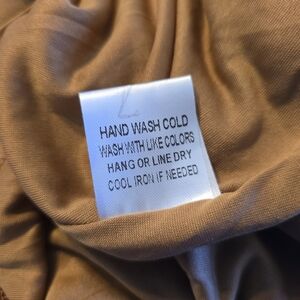 HAND WASH COLD
WASH WITH LIKE COLORS
HANG OR LINE DRY
COOL IRON IF NEEDED